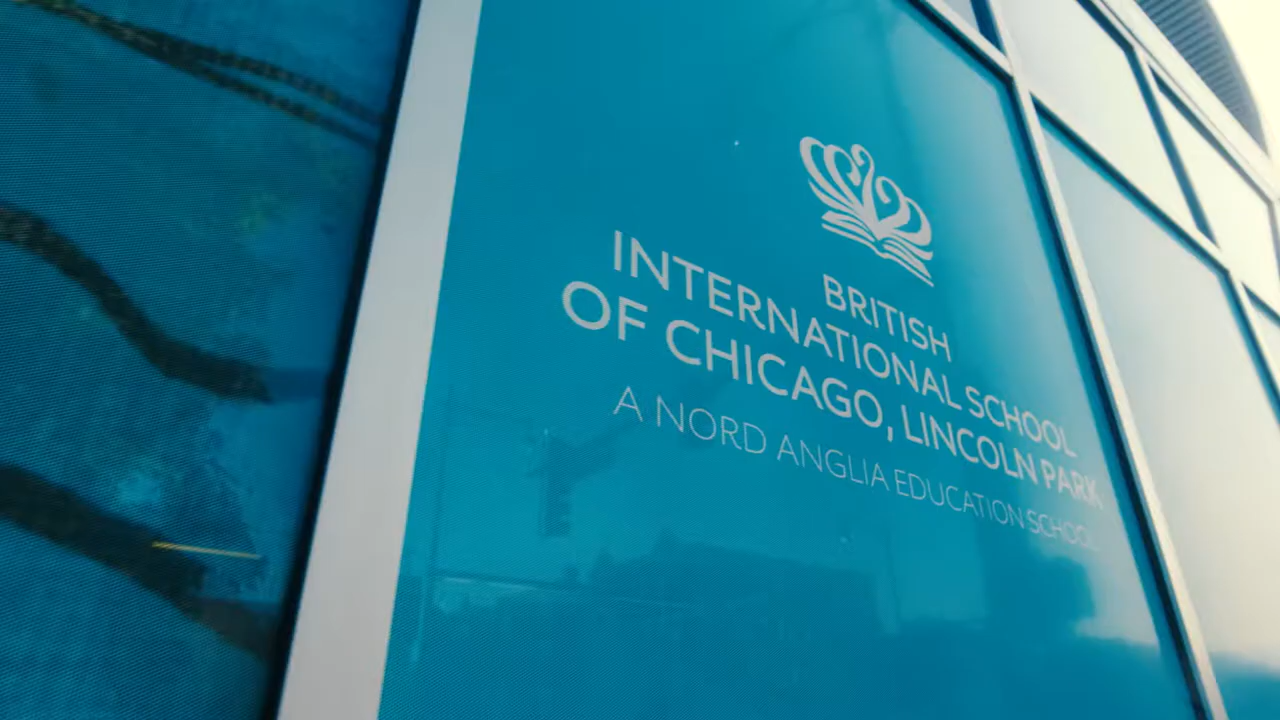 BRITISH
INTERNATIONAL SCHOOL
OF CHICAGO, LINCOLN PARK
A NORD ANGLIA EDUCATION SCHOOL